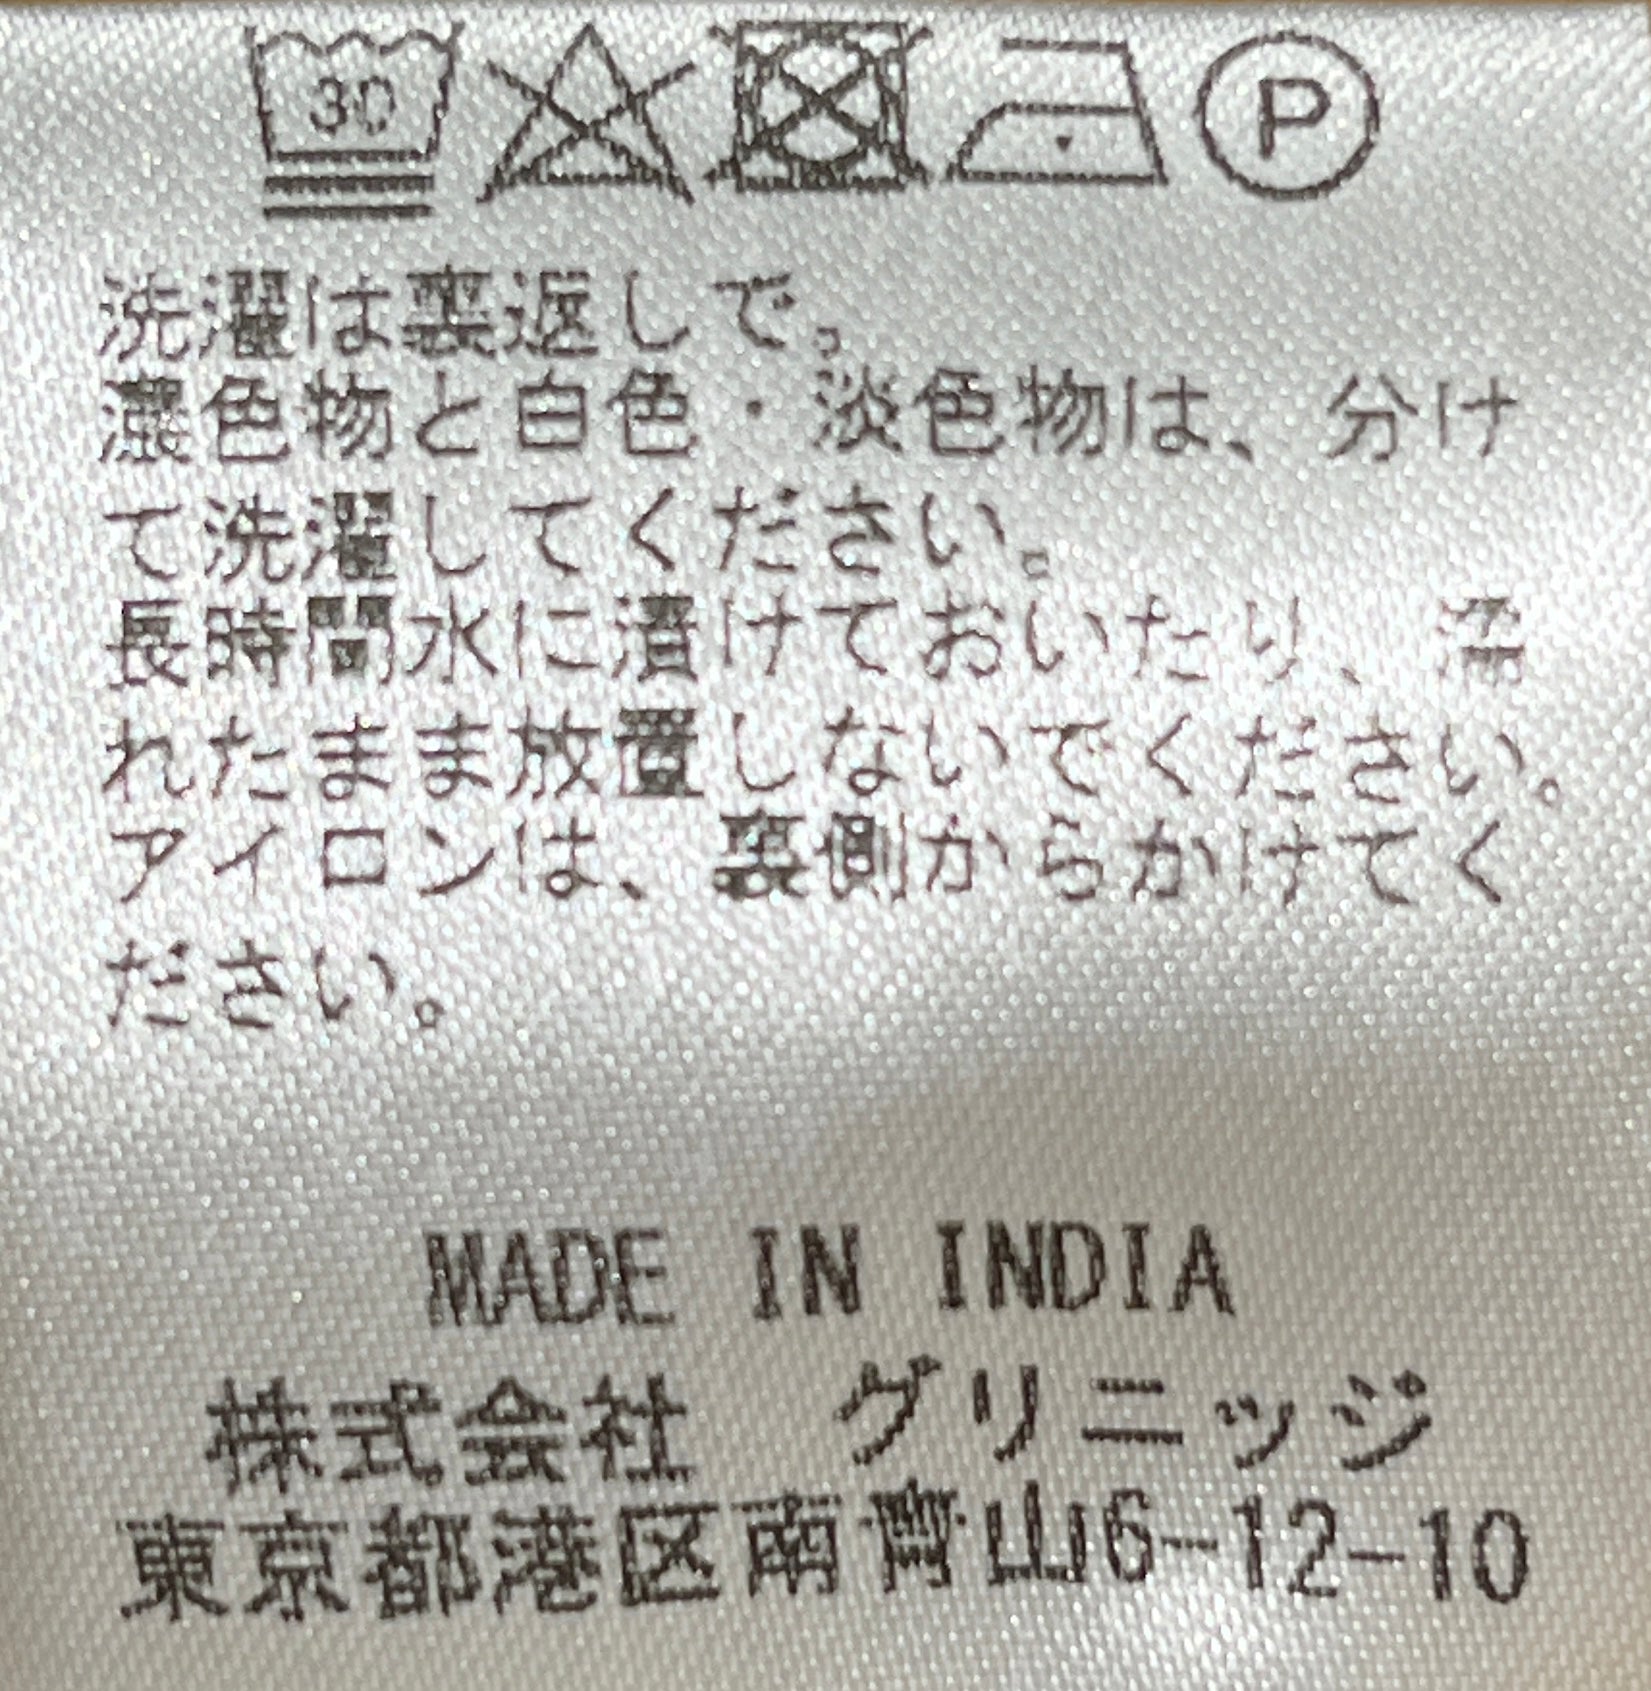 30
P
洗濯は裏返しで。
濃色物と白色・淡色物は、分け
て洗濯してください。
長時間水に漬けておいたり、濡
れたまま放置しないでください。
アイロンは、裏側からかけてく
ださい。
MADE IN INDIA
株式会社 グリニッジ
東京都港区南青山6-12-10